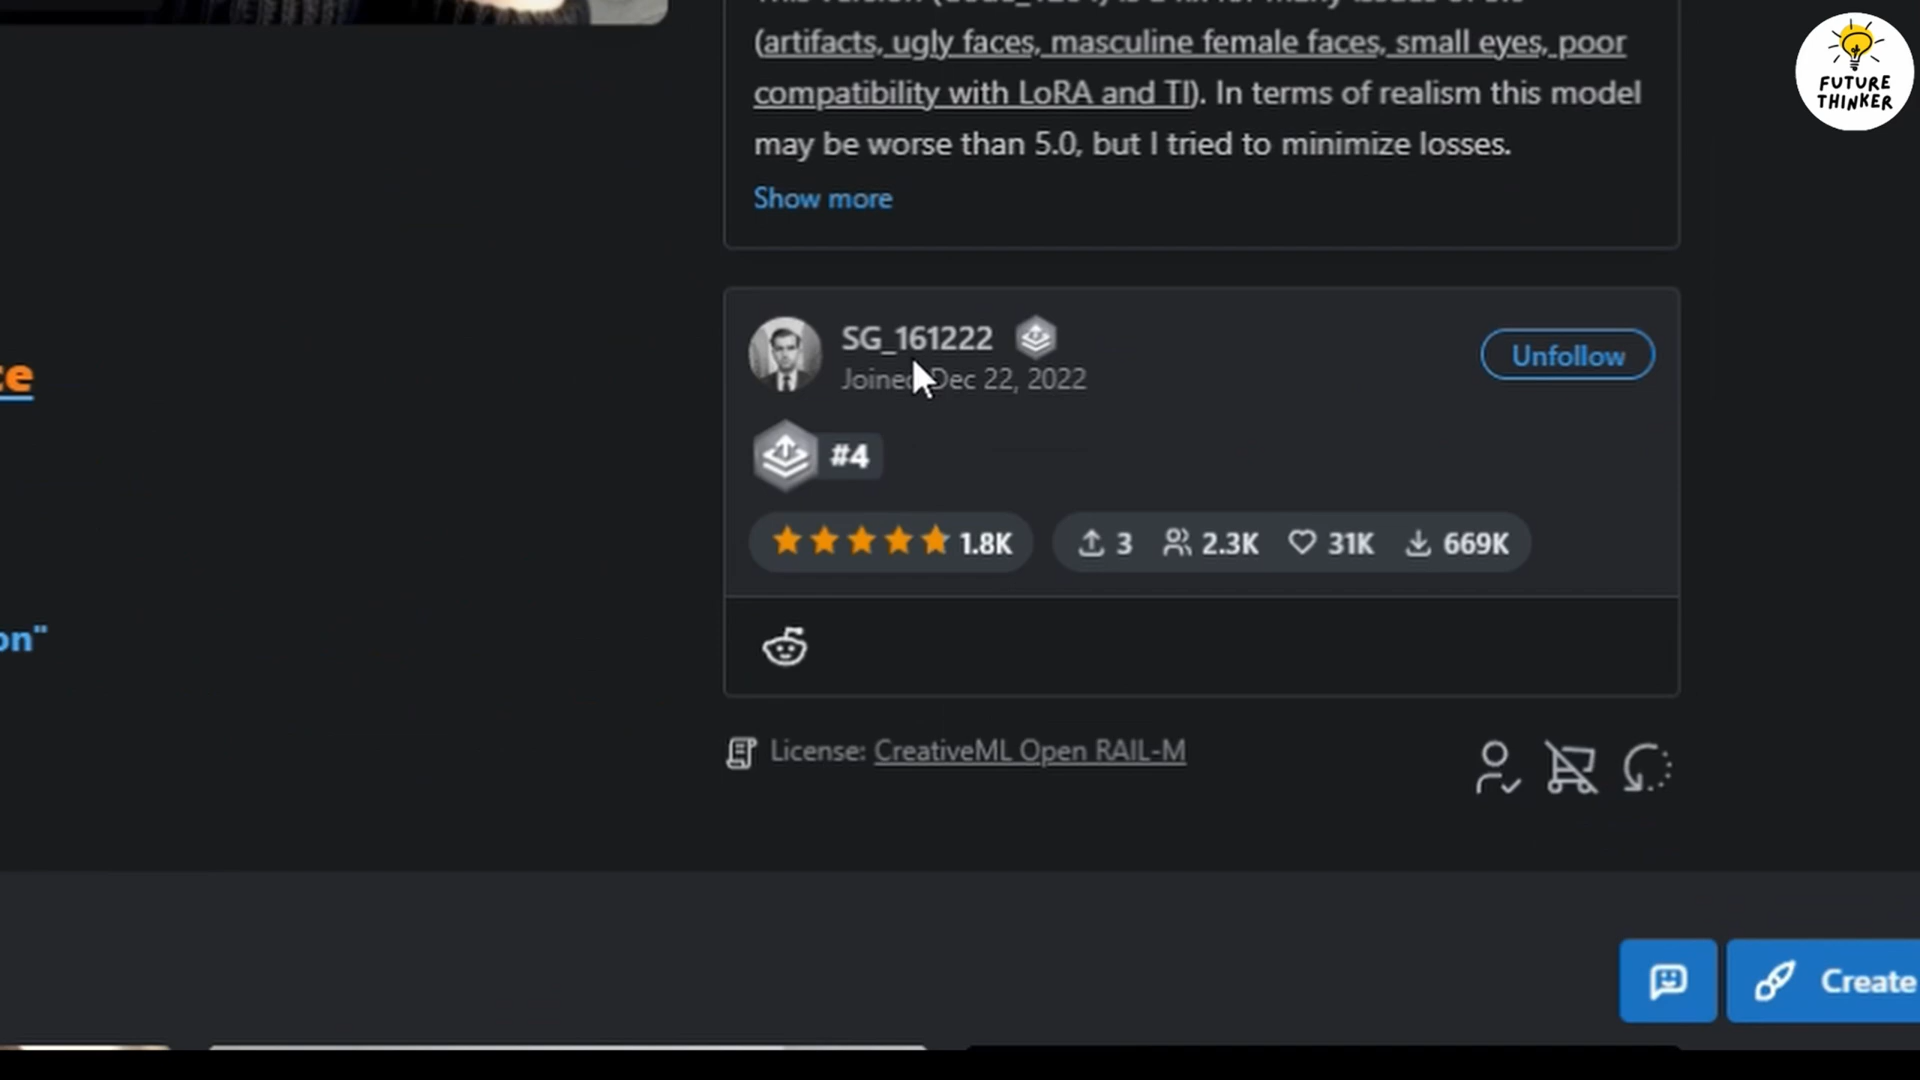 (artifacts, ugly faces, masculine female faces, small eyes, poor
compatibility with LoRA and TI). In terms of realism this model
may be worse than 5.0, but I tried to minimize losses.
Show more
FUTURE
THINKER
SG_161222
Joined Dec 22, 2022
Unfollow
#4
1.8K 3 2.3K 31K 669K
on"
License: CreativeML Open RAIL-M
Create